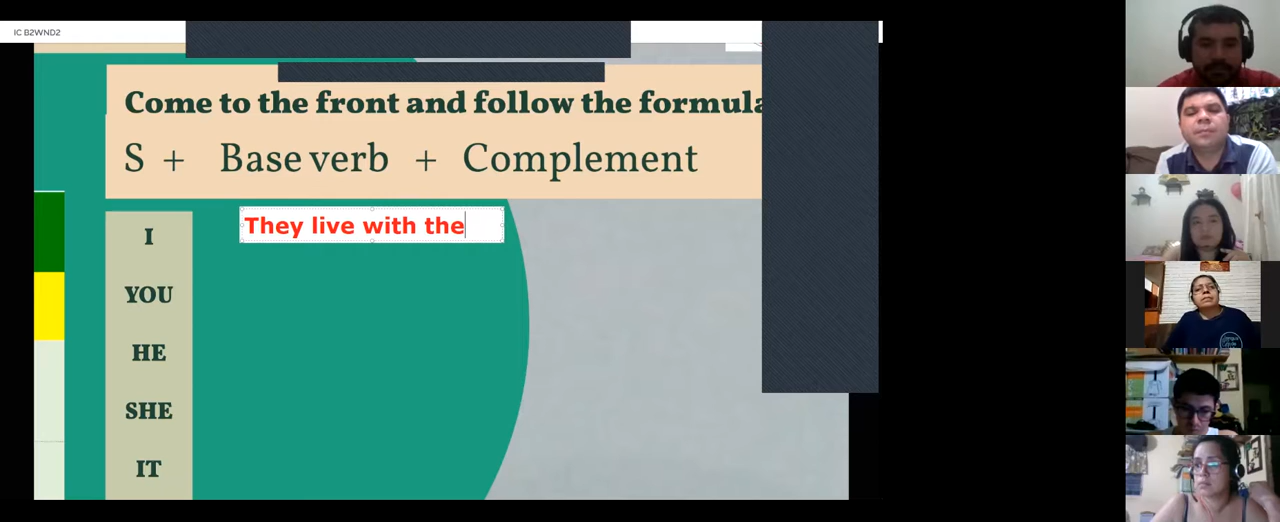 IC B2WND2
Come to the front and follow the formula
S + Base verb + Complement
They live with the
I
YOU
HE
SHE
IT